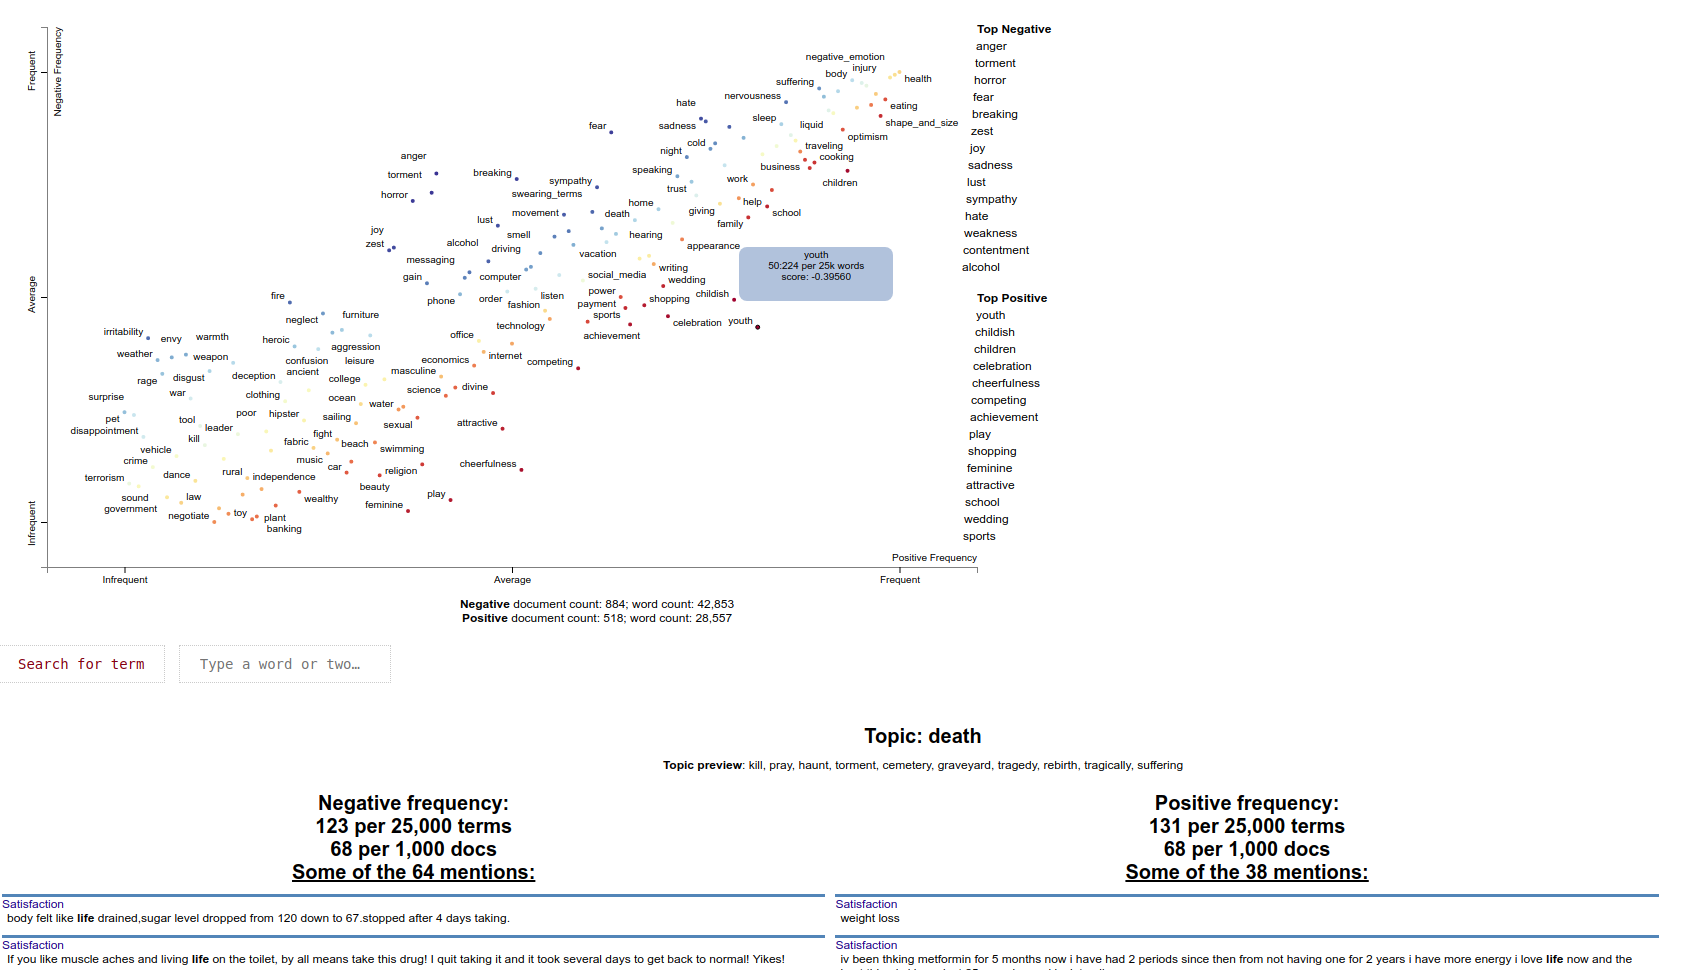 Frequent
Negative Frequency
Average
Infrequent
negative_emotion
injury
body
health
suffering
nervousness
eating
hate
sleep
liquid
shape_and_size
fear
sadness
optimism
cold
traveling
night
cooking
anger
business
torment
breaking
speaking
children
sympathy
work
horror
swearing_terms
trust
home
help
movement
death
giving
school
lust
family
joy
smell
hearing
zest
alcohol
driving
appearance
vacation
messaging
writing
gain
computer
social_media
wedding
fire
phone
order
listen
power
shopping
childish
fashion
payment
neglect
furniture
sports
technology
celebration
youth
irritability
envy
warmth
heroic
office
achievement
aggression
weather
weapon
confusion
leisure
economics
internet
competing
ancient
masculine
rage
disgust
deception
college
science
divine
surprise
war
clothing
ocean
water
pet
tool
poor
hipster
sailing
sexual
attractive
disappointment
leader
kill
fight
fabric
beach
swimming
vehicle
crime
music
car
religion
cheerfulness
terrorism
dance
rural
independence
beauty
sound
law
wealthy
play
government
feminine
negotiate
toy
plant
banking
youth
50:224 per 25k words
score: -0.39560
Positive Frequency
Infrequent
Average
Frequent
Top Negative
anger
torment
horror
fear
breaking
zest
joy
sadness
lust
sympathy
hate
weakness
contentment
alcohol
Top Positive
youth
childish
children
celebration
cheerfulness
competing
achievement
play
shopping
feminine
attractive
school
wedding
sports
Negative document count: 884; word count: 42,853
Positive document count: 518; word count: 28,557
Search for term
Type a word or two…
Topic: death
Topic preview: kill, pray, haunt, torment, cemetery, graveyard, tragedy, rebirth, tragically, suffering
Negative frequency:
123 per 25,000 terms
68 per 1,000 docs
Some of the 64 mentions:
Satisfaction
body felt like life drained,sugar level dropped from 120 down to 67.stopped after 4 days taking.
Satisfaction
If you like muscle aches and living life on the toilet, by all means take this drug! I quit taking it and it took several days to get back to normal! Yikes!
Positive frequency:
131 per 25,000 terms
68 per 1,000 docs
Some of the 38 mentions:
Satisfaction
weight loss
Satisfaction
iv been thking metformin for 5 months now i have had 2 periods since then from not having one for 2 years i have more energy i love life now and the